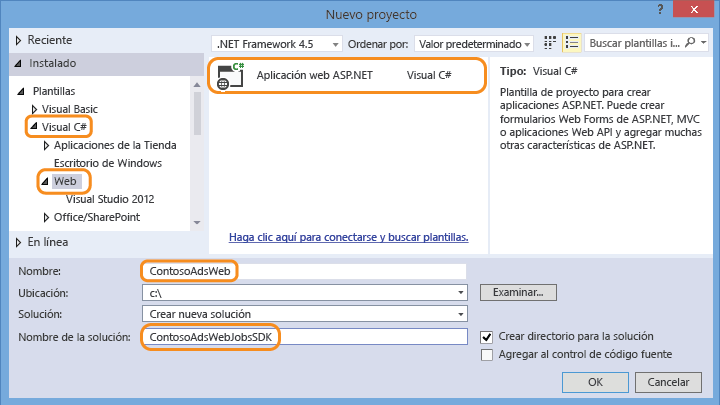 Nuevo proyecto
?
Reciente
Instalado
Plantillas
Visual Basic
Visual C#
Aplicaciones de la Tienda
Escritorio de Windows
Web
Visual Studio 2012
Office/SharePoint
En línea
.NET Framework 4.5
Ordenar por:
Valor predeterminado
Buscar plantillas i...
C#
Aplicación web ASP.NET
Visual C#
Haga clic aquí para conectarse y buscar plantillas.
Tipo: Visual C#
Plantilla de proyecto para crear
aplicaciones ASP.NET. Puede crear
formularios Web Forms de ASP.NET, MVC
o aplicaciones Web API y agregar muchas
otras características de ASP.NET.
Nombre:
ContosoAdsWeb
Ubicación:
c:\
Examinar...
Solución:
Crear nueva solución
Nombre de la solución:
ContosoAdsWebJobsSDK
Crear directorio para la solución
Agregar al control de código fuente
OK
Cancelar